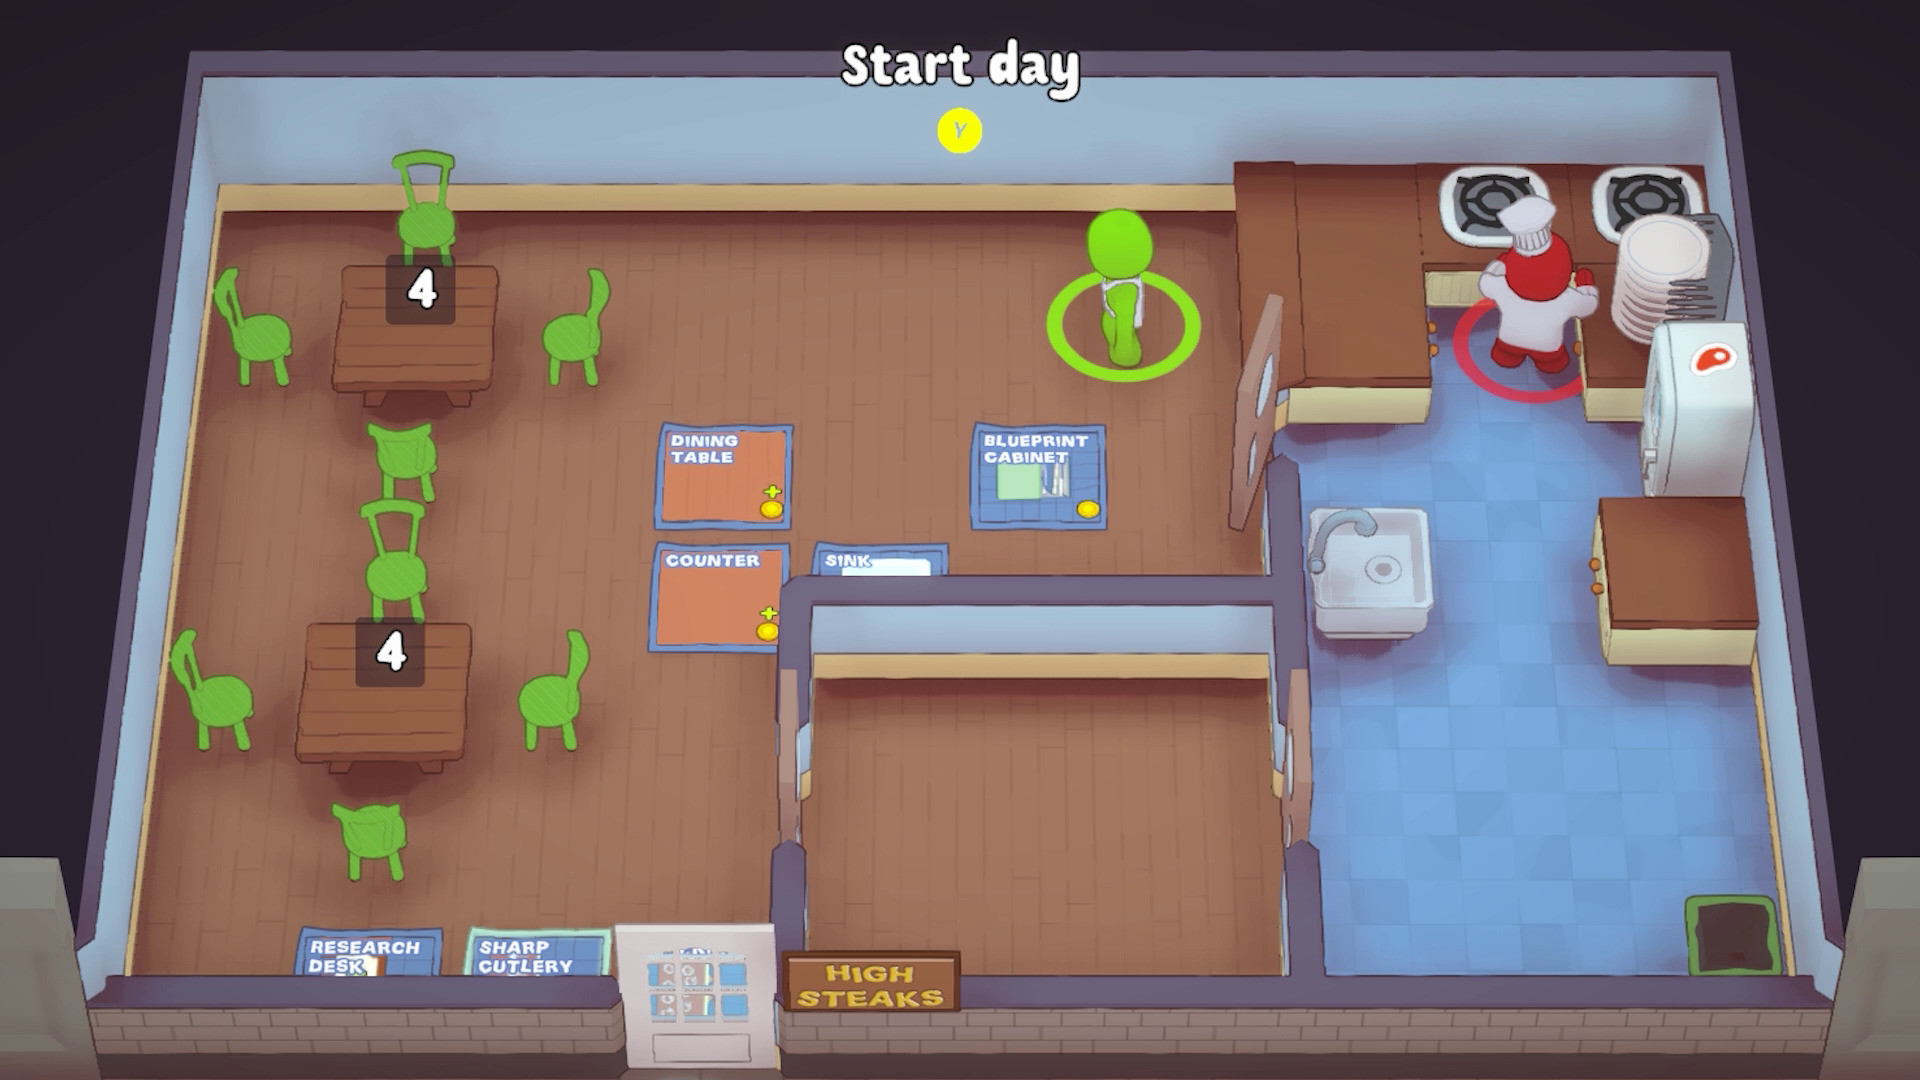 Start day
Y
4
DINING
TABLE
BLUEPRINT
CABINET
COUNTER
SINK
4
RESEARCH
DESK
SHARP
CUTLERY
HIGH
STEAKS